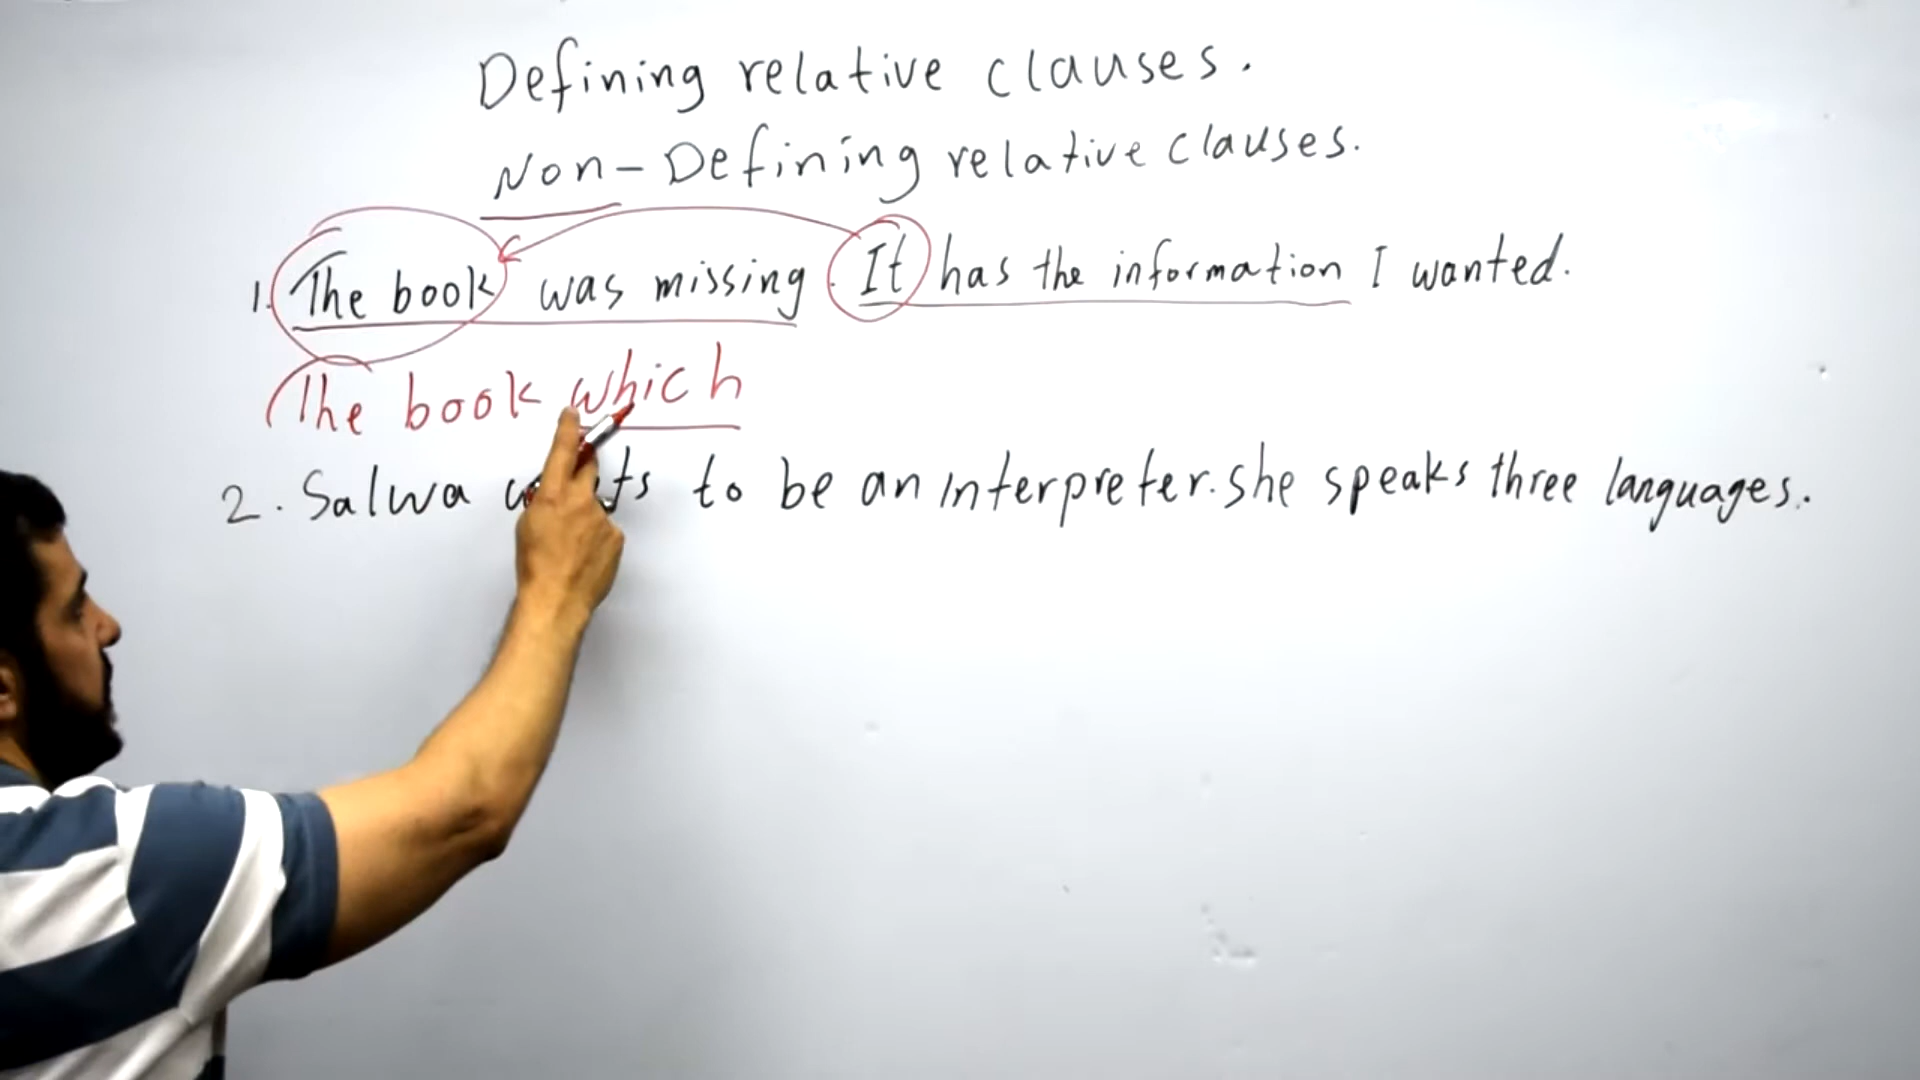 Defining relative clauses.
Non-Defining relative clauses.
1. The book was missing. It has the information I wanted.
The book which
2. Salwa to be an interpreter. she speaks three languages.